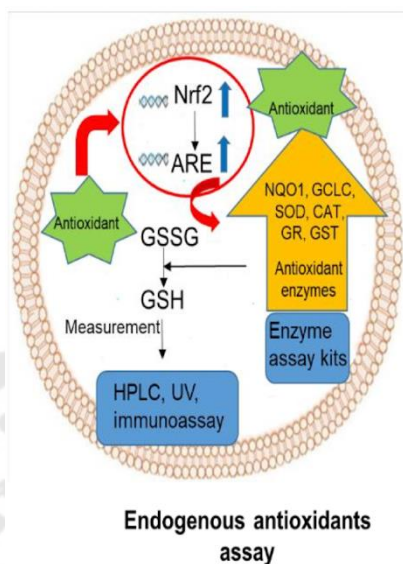 Nrf2
Antioxidant
ARE
NQO1, GCLC,
SOD, CAT,
GR, GST
Antioxidant
enzymes
Antioxidant
GSSG
GSH
Measurement
Enzyme
assay kits
HPLC, UV,
immunoassay
Endogenous antioxidants
assay